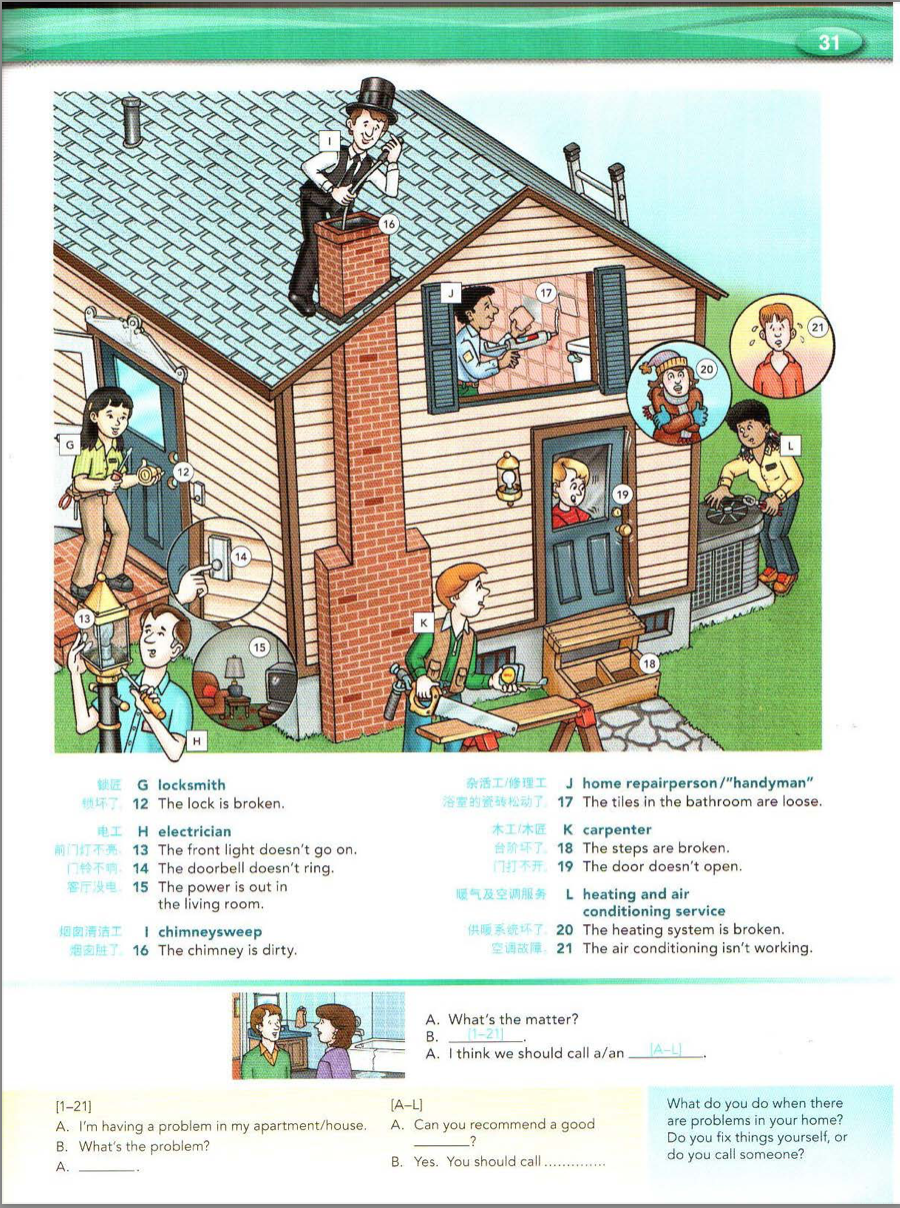 31
I
16
J
17
21
20
G
L
12
19
14
13
K
15
18
H
锁匠 G locksmith
锁坏了. 12 The lock is broken.
电工 H electrician
前门灯不亮. 13 The front light doesn't go on.
门铃不响. 14 The doorbell doesn't ring.
客厅没电. 15 The power is out in
the living room.
烟囱清洁工 I chimneysweep
烟囱脏了. 16 The chimney is dirty.
杂活工/修理工 J home repairperson/"handyman"
浴室的瓷砖松动了. 17 The tiles in the bathroom are loose.
木工/木匠 K carpenter
台阶坏了. 18 The steps are broken.
门打不开. 19 The door doesn't open.
暖气及空调服务 L heating and air
conditioning service
供暖系统坏了. 20 The heating system is broken.
空调故障. 21 The air conditioning isn't working.
A. What's the matter?
B. [1–21].
A. I think we should call a/an [A–L].
[1–21]
A. I'm having a problem in my apartment/house.
B. What's the problem?
A. ________.
[A–L]
A. Can you recommend a good
________?
B. Yes. You should call ..............
What do you do when there
are problems in your home?
Do you fix things yourself, or
do you call someone?